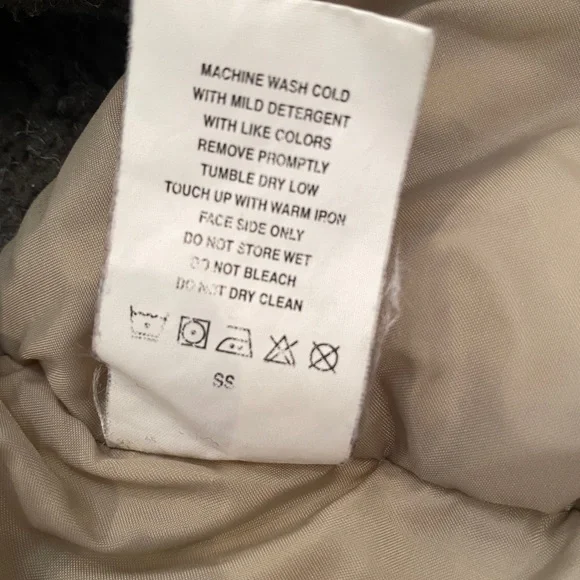 MACHINE WASH COLD
WITH MILD DETERGENT
WITH LIKE COLORS
REMOVE PROMPTLY
TUMBLE DRY LOW
TOUCH UP WITH WARM IRON
FACE SIDE ONLY
DO NOT STORE WET
DO NOT BLEACH
DO NOT DRY CLEAN
SS